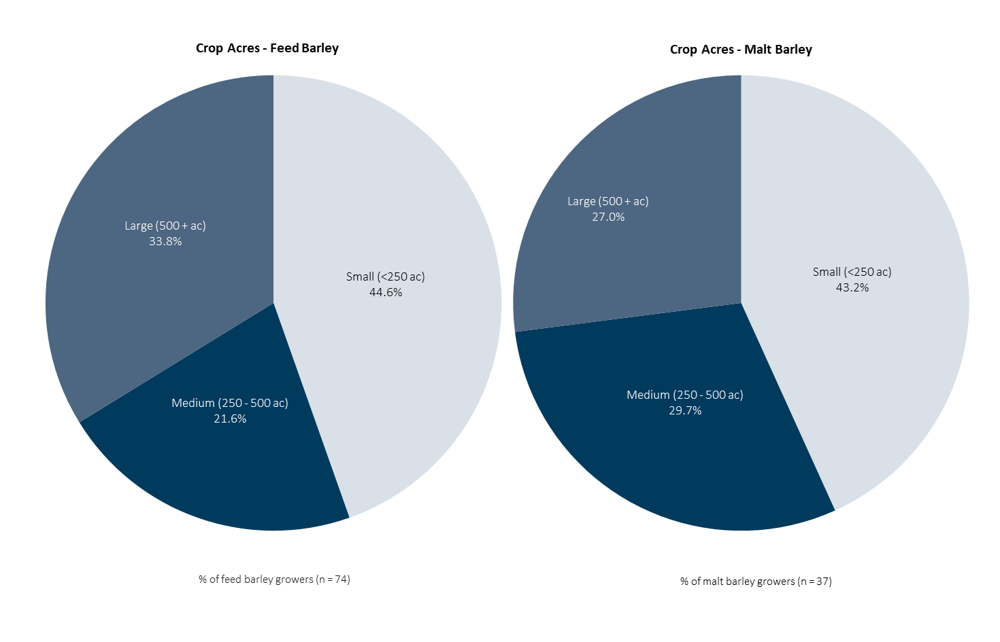 Crop Acres - Feed Barley
Large (500 + ac)
33.8%
Small (<250 ac)
44.6%
Medium (250 - 500 ac)
21.6%
% of feed barley growers (n = 74)
Crop Acres - Malt Barley
Large (500 + ac)
27.0%
Small (<250 ac)
43.2%
Medium (250 - 500 ac)
29.7%
% of malt barley growers (n = 37)